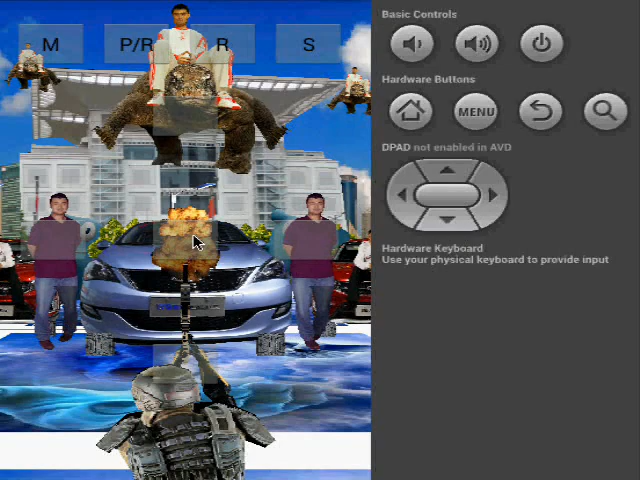 M P/R R S
Basic Controls
Hardware Buttons
MENU
DPAD not enabled in AVD
Hardware Keyboard
Use your physical keyboard to provide input